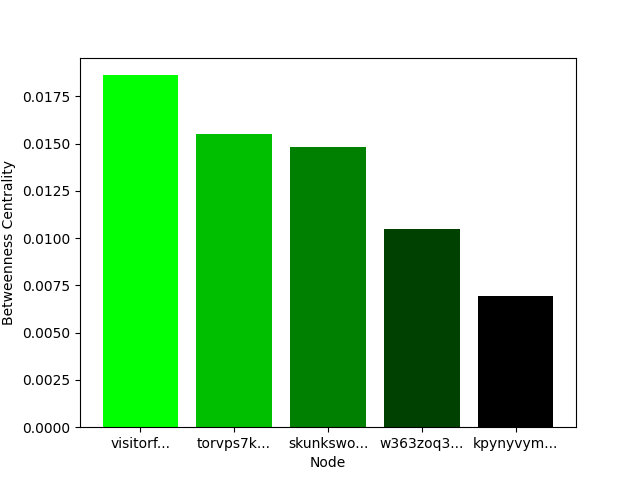 Betweenness Centrality
0.0175
0.0150
0.0125
0.0100
0.0075
0.0050
0.0025
0.0000
visitorf... torvps7k... skunkswo... w363zoq3... kpynyvym...
Node